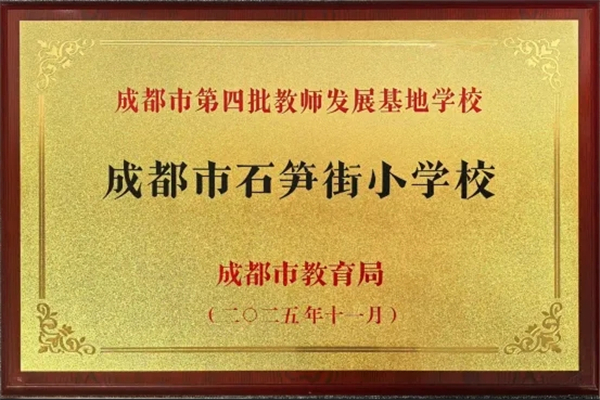 成都市第四批教师发展基地学校
成都市石笋街小学校
成都市教育局
（二〇二五年十一月）